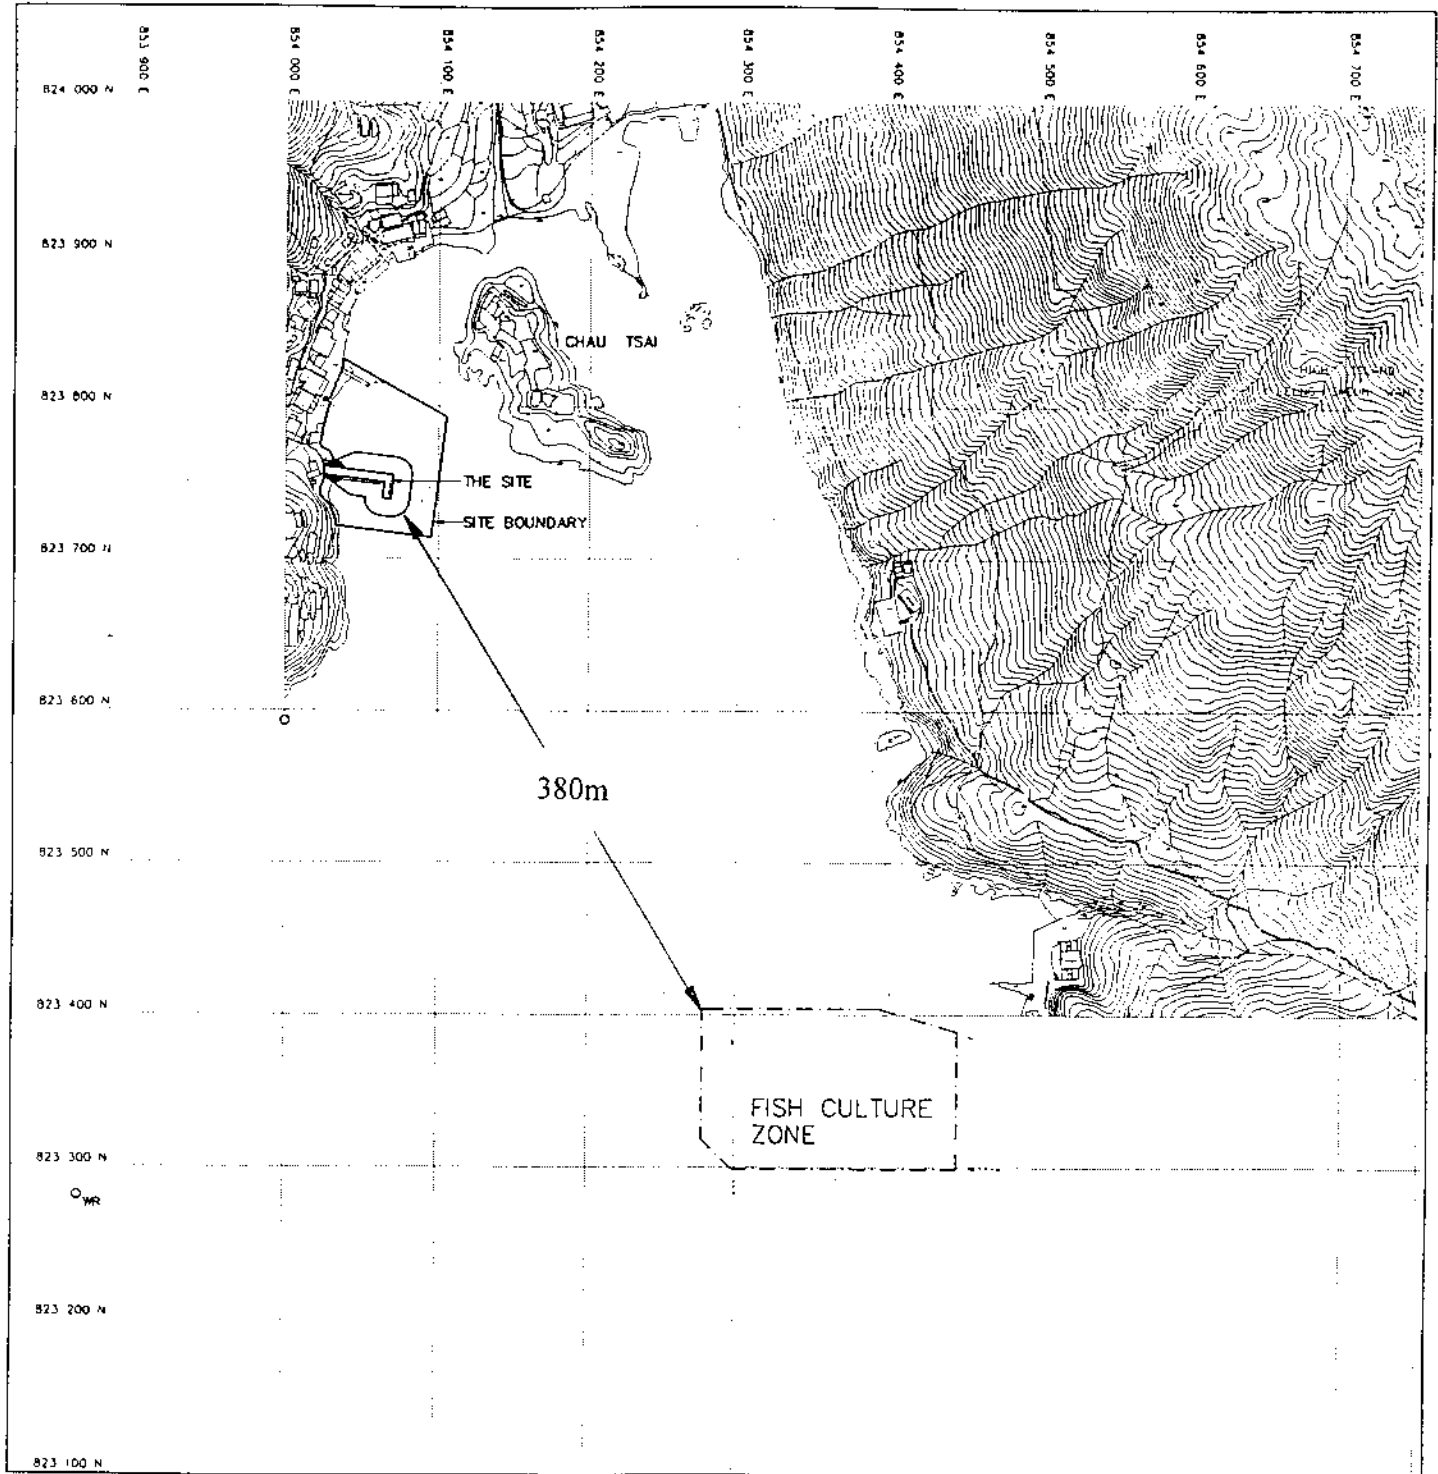 853 900 E
854 000 E
854 100 E
854 200 E
854 300 E
854 400 E
854 500 E
854 600 E
854 700 E
824 000 N
823 900 N
CHAU TSAI
823 800 N
THE SITE
SITE BOUNDARY
823 700 N
823 600 N
380m
823 500 N
823 400 N
FISH CULTURE
ZONE
823 300 N
WR
823 200 N
823 100 N